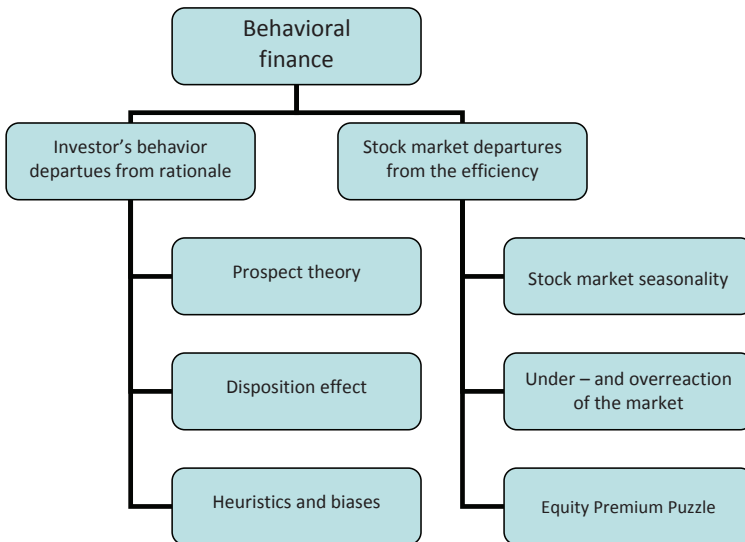 Behavioral
finance
Investor’s behavior
departues from rationale
Stock market departures
from the efficiency
Prospect theory
Stock market seasonality
Disposition effect
Under – and overreaction
of the market
Heuristics and biases
Equity Premium Puzzle